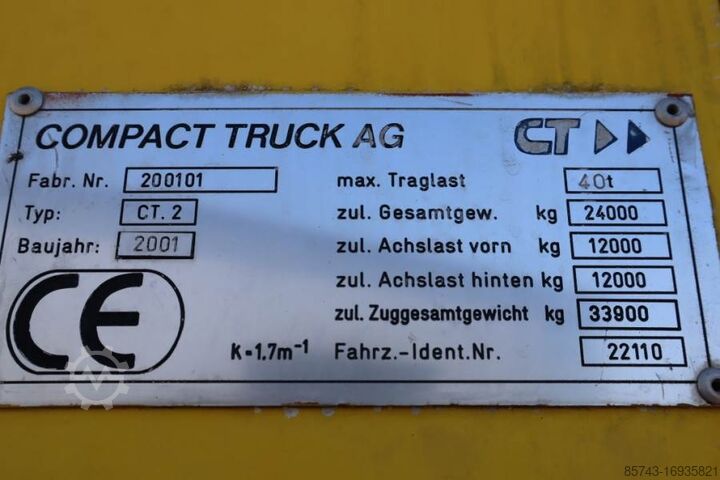 COMPACT TRUCK AG CT
Fabr. Nr. 200101 max. Traglast 40t
Typ: CT.2 zul. Gesamtgew. kg 24000
Baujahr: 2001 zul. Achslast vorn kg 12000
zul. Achslast hinten kg 12000
CE zul. Zuggesamtgewicht kg 33900
K=1,7m-1 Fahrz.-Ident.Nr. 22110
85743-16935821